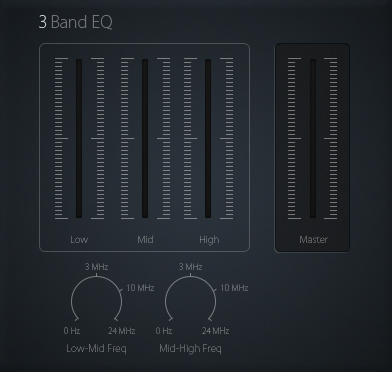 3 Band EQ
Low Mid High Master
3 MHz 3 MHz
10 MHz 10 MHz
0 Hz 24 MHz 0 Hz 24 MHz
Low-Mid Freq Mid-High Freq